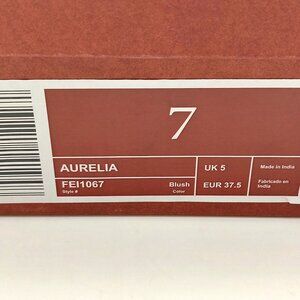 7
AURELIA
UK 5
Made in India
FEI1067
Style #
Blush
Color
EUR 37.5
Fabricado en
India